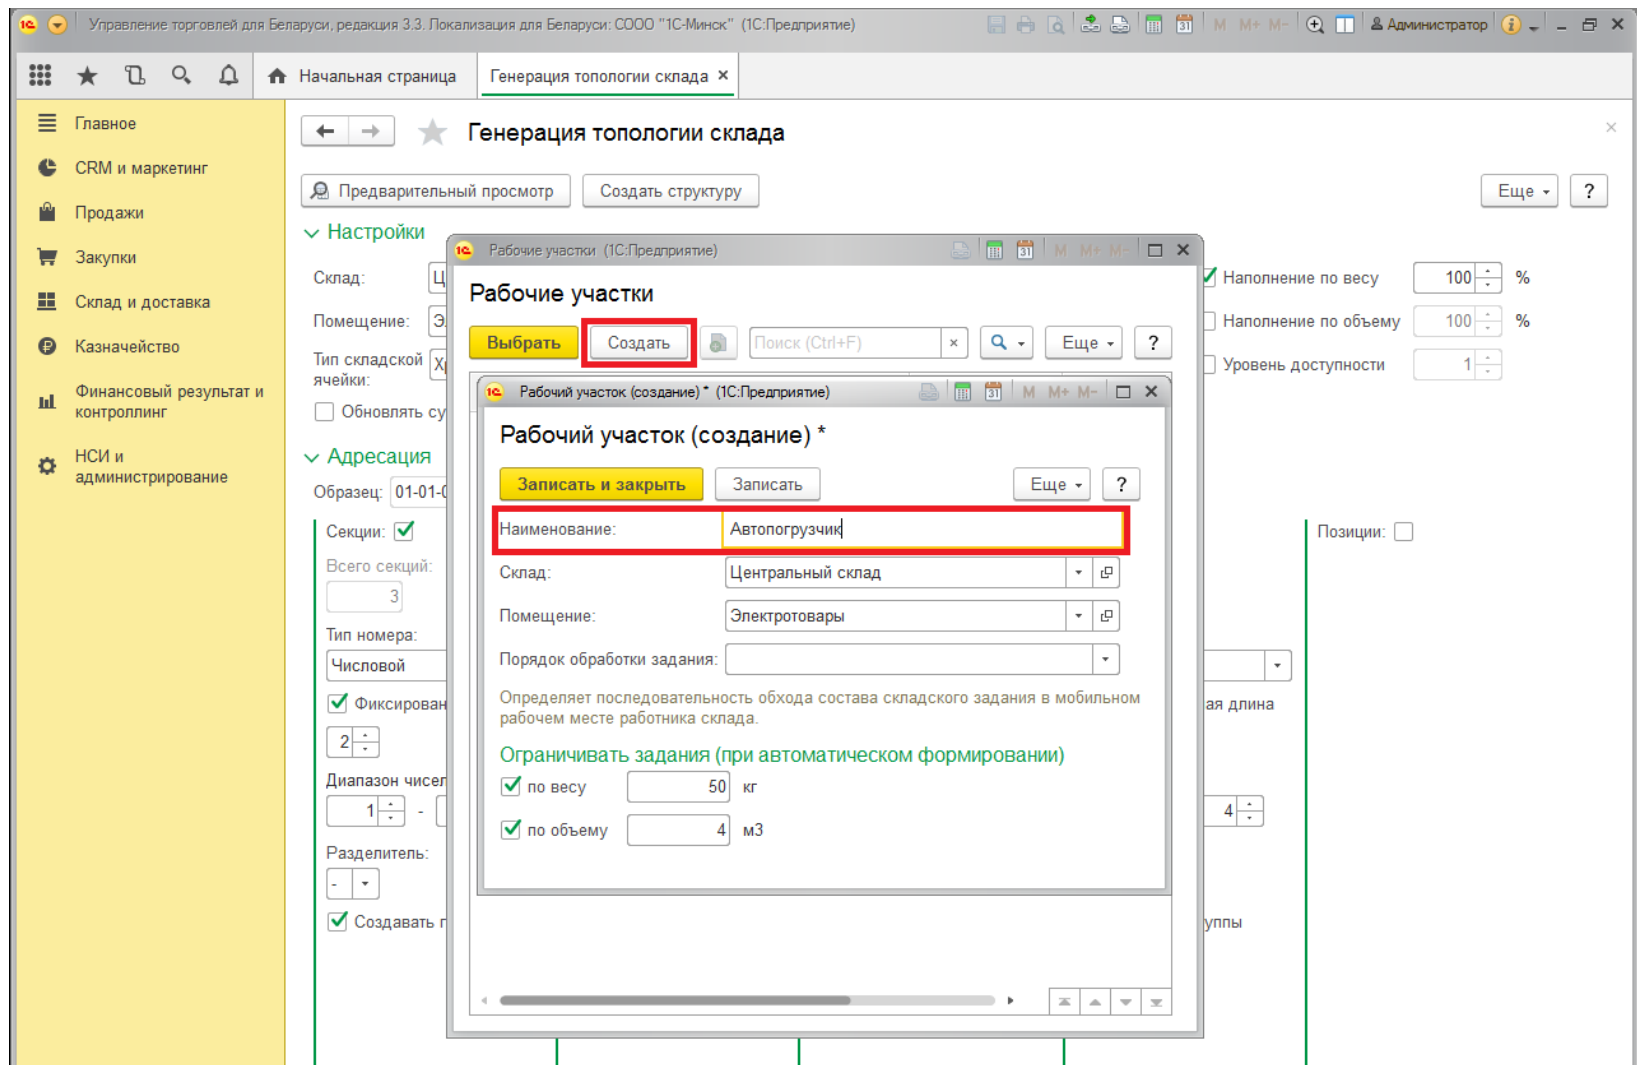 Управление торговлей для Беларуси, редакция 3.3. Локализация для Беларуси: СООО "1С-Минск" (1С:Предприятие)
M M+ M-
Администратор
Начальная страница
Генерация топологии склада ×
Главное
CRM и маркетинг
Продажи
Закупки
Склад и доставка
Казначейство
Финансовый результат и
контроллинг
НСИ и
администрирование
Генерация топологии склада
Предварительный просмотр
Создать структуру
Еще
?
Настройки
Склад:
Ц
Наполнение по весу
100
%
Помещение:
Наполнение по объему
100
%
Тип складской
ячейки:
Уровень доступности
1
Обновлять су
Адресация
Образец:
01-01-0
Секции:
Всего секций:
3
Тип номера:
Числовой
Фиксирован
2
Диапазон чисел
1
-
Разделитель:
-
Создавать г
Позиции:
ая длина
4
уппы
Рабочие участки (1С:Предприятие)
31
M M+ M-
Рабочие участки
Выбрать
Создать
Поиск (Ctrl+F)
×
Еще
?
Рабочий участок (создание) * (1С:Предприятие)
31
M M+ M-
Рабочий участок (создание) *
Записать и закрыть
Записать
Еще
?
Наименование:
Автопогрузчик
Склад:
Центральный склад
Помещение:
Электротовары
Порядок обработки задания:
Определяет последовательность обхода состава складского задания в мобильном
рабочем месте работника склада.
Ограничивать задания (при автоматическом формировании)
по весу
50
кг
по объему
4
м3